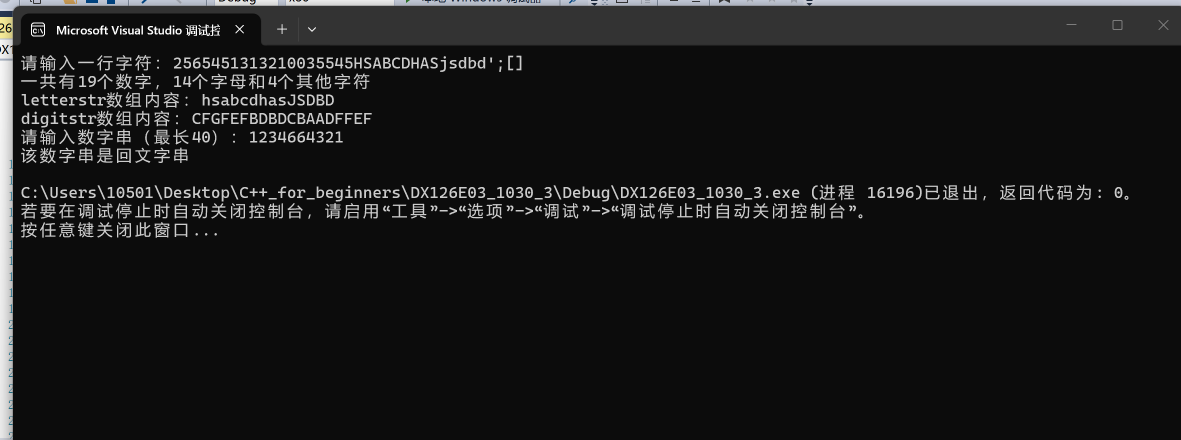 Microsoft Visual Studio 调试控
请输入一行字符: 2565451313210035545HSABCDHASjsdbd';[]
一共有19个数字, 14个字母和4个其他字符
letterstr数组内容: hsabcdhasJSDBD
digitstr数组内容: CFGFEFBDBDCBAADFFEF
请输入数字串 (最长40) : 1234664321
该数字串是回文字串
C:\Users\10501\Desktop\C++_for_beginners\DX126E03_1030_3\Debug\DX126E03_1030_3.exe (进程 16196)已退出, 返回代码为: 0。
若要在调试停止时自动关闭控制台, 请启用“工具”->“选项”->“调试”->“调试停止时自动关闭控制台”。
按任意键关闭此窗口...